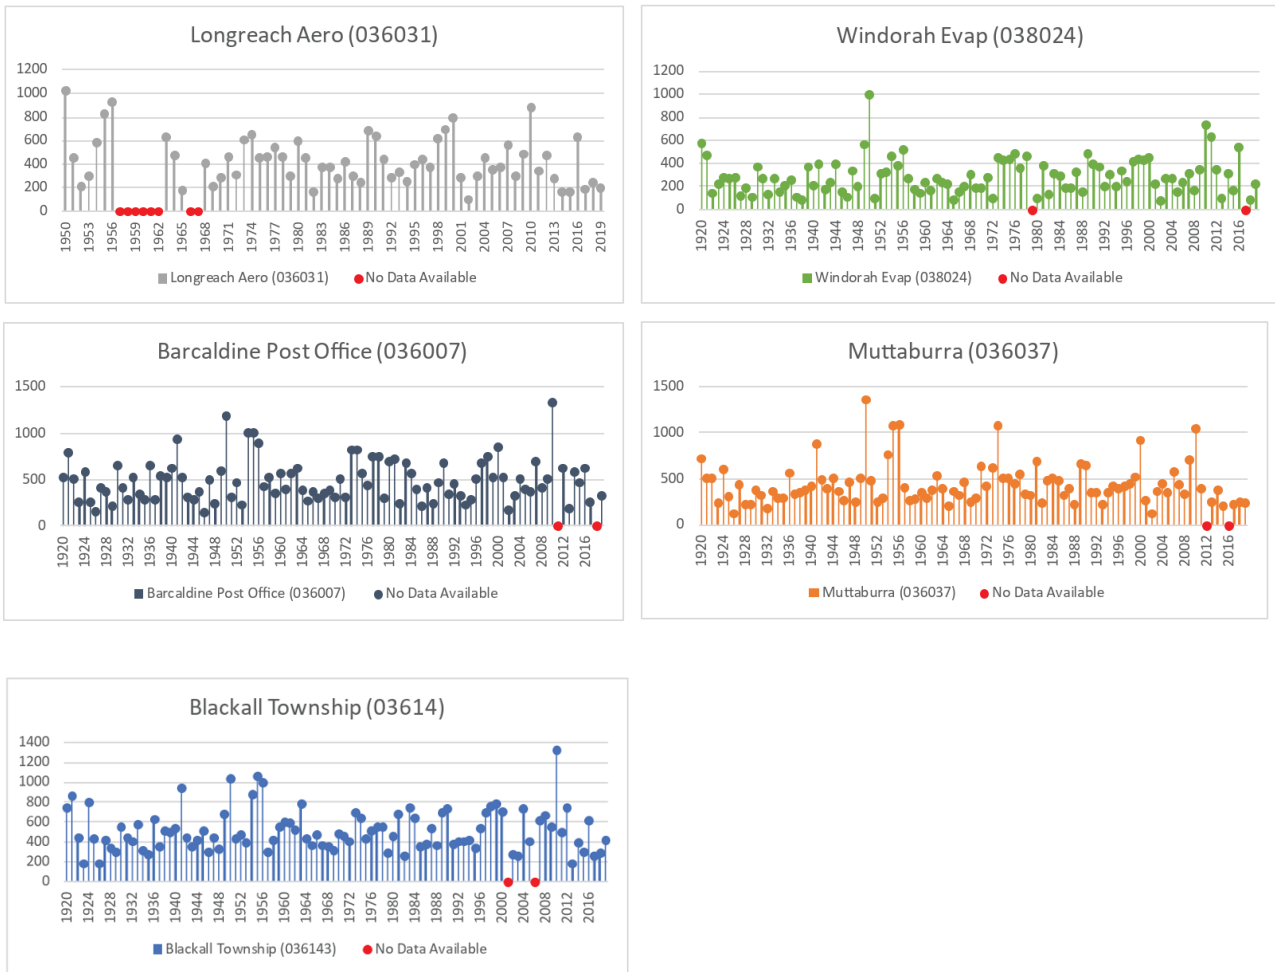 Longreach Aero (036031)
1200
1000
800
600
400
200
0
1950 1953 1956 1959 1962 1965 1968 1971 1974 1977 1980 1983 1986 1989 1992 1995 1998 2001 2004 2007 2010 2013 2016 2019
Longreach Aero (036031) No Data Available
Windorah Evap (038024)
1200
1000
800
600
400
200
0
1920 1924 1928 1932 1936 1940 1944 1948 1952 1956 1960 1964 1968 1972 1976 1980 1984 1988 1992 1996 2000 2004 2008 2012 2016
Windorah Evap (038024) No Data Available
Barcaldine Post Office (036007)
1500
1000
500
0
1920 1924 1928 1932 1936 1940 1944 1948 1952 1956 1960 1964 1968 1972 1976 1980 1984 1988 1992 1996 2000 2004 2008 2012 2016
Barcaldine Post Office (036007) No Data Available
Muttaburra (036037)
1500
1000
500
0
1920 1924 1928 1932 1936 1940 1944 1948 1952 1956 1960 1964 1968 1972 1976 1980 1984 1988 1992 1996 2000 2004 2008 2012 2016
Muttaburra (036037) No Data Available
Blackall Township (03614)
1400
1200
1000
800
600
400
200
0
1920 1924 1928 1932 1936 1940 1944 1948 1952 1956 1960 1964 1968 1972 1976 1980 1984 1988 1992 1996 2000 2004 2008 2012 2016
Blackall Township (036143) No Data Available